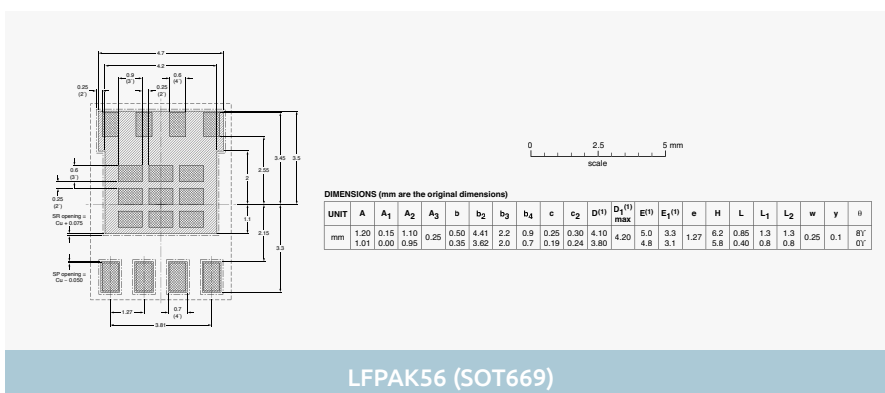 4.7
4.2
0.9
(3˄)
0.6
(4˄)
0.25
(2˄)
0.25
(2˄)
3.45
3.5
2.55
2
0.6
(3˄)
0.25
(2˄)
SR opening =
Cu + 0.075
1.1
2.15
3.3
SP opening =
Cu − 0.050
1.27
0.7
(4˄)
3.81
0 2.5 5 mm
scale
DIMENSIONS (mm are the original dimensions)
UNIT A A1 A2 A3 b b2 b3 b4 c c2 D(1) D1(1) max E(1) E1(1) e H L L1 L2 w y θ
mm 1.20 0.15 1.10 0.25 0.50 4.41 2.2 0.9 0.25 0.30 4.10 4.20 5.0 3.3 1.27 6.2 0.85 1.3 1.3 0.25 0.1
1.01 0.00 0.95 0.35 3.62 2.0 0.7 0.19 0.24 3.80 4.8 3.1 5.8 0.40 0.8 0.8
LFPAK56 (SOT669)